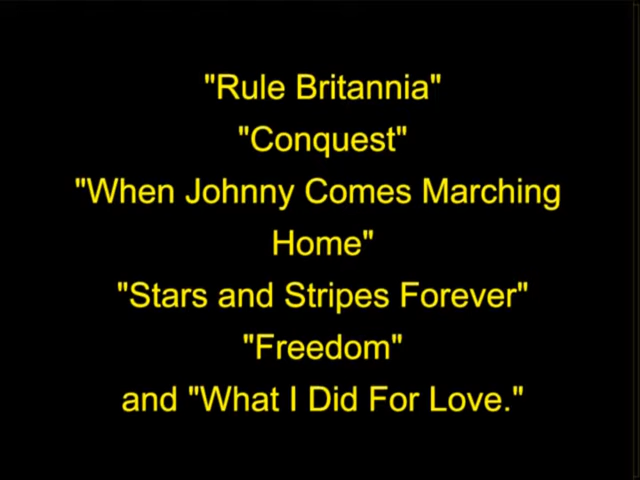 "Rule Britannia"
"Conquest"
"When Johnny Comes Marching
Home"
"Stars and Stripes Forever"
"Freedom"
and "What I Did For Love."